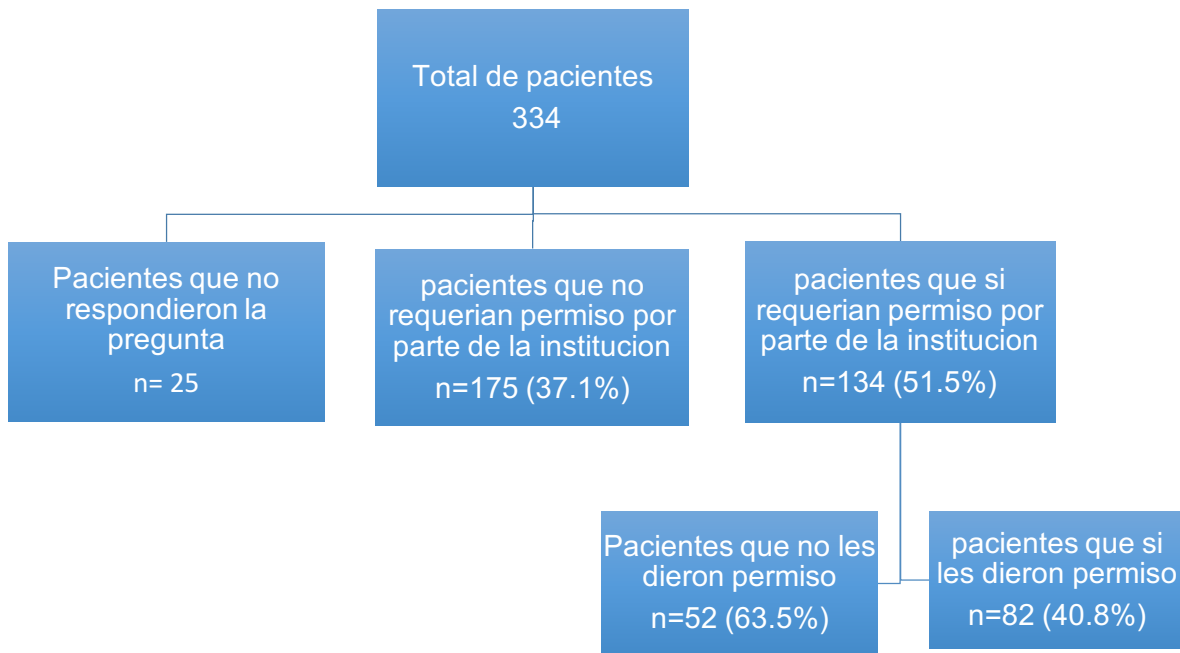 Total de pacientes
334
Pacientes que no
respondieron la
pregunta
n= 25
pacientes que no
requerian permiso por
parte de la institucion
n=175 (37.1%)
pacientes que si
requerian permiso por
parte de la institucion
n=134 (51.5%)
Pacientes que no les
dieron permiso
n=52 (63.5%)
pacientes que si
les dieron permiso
n=82 (40.8%)